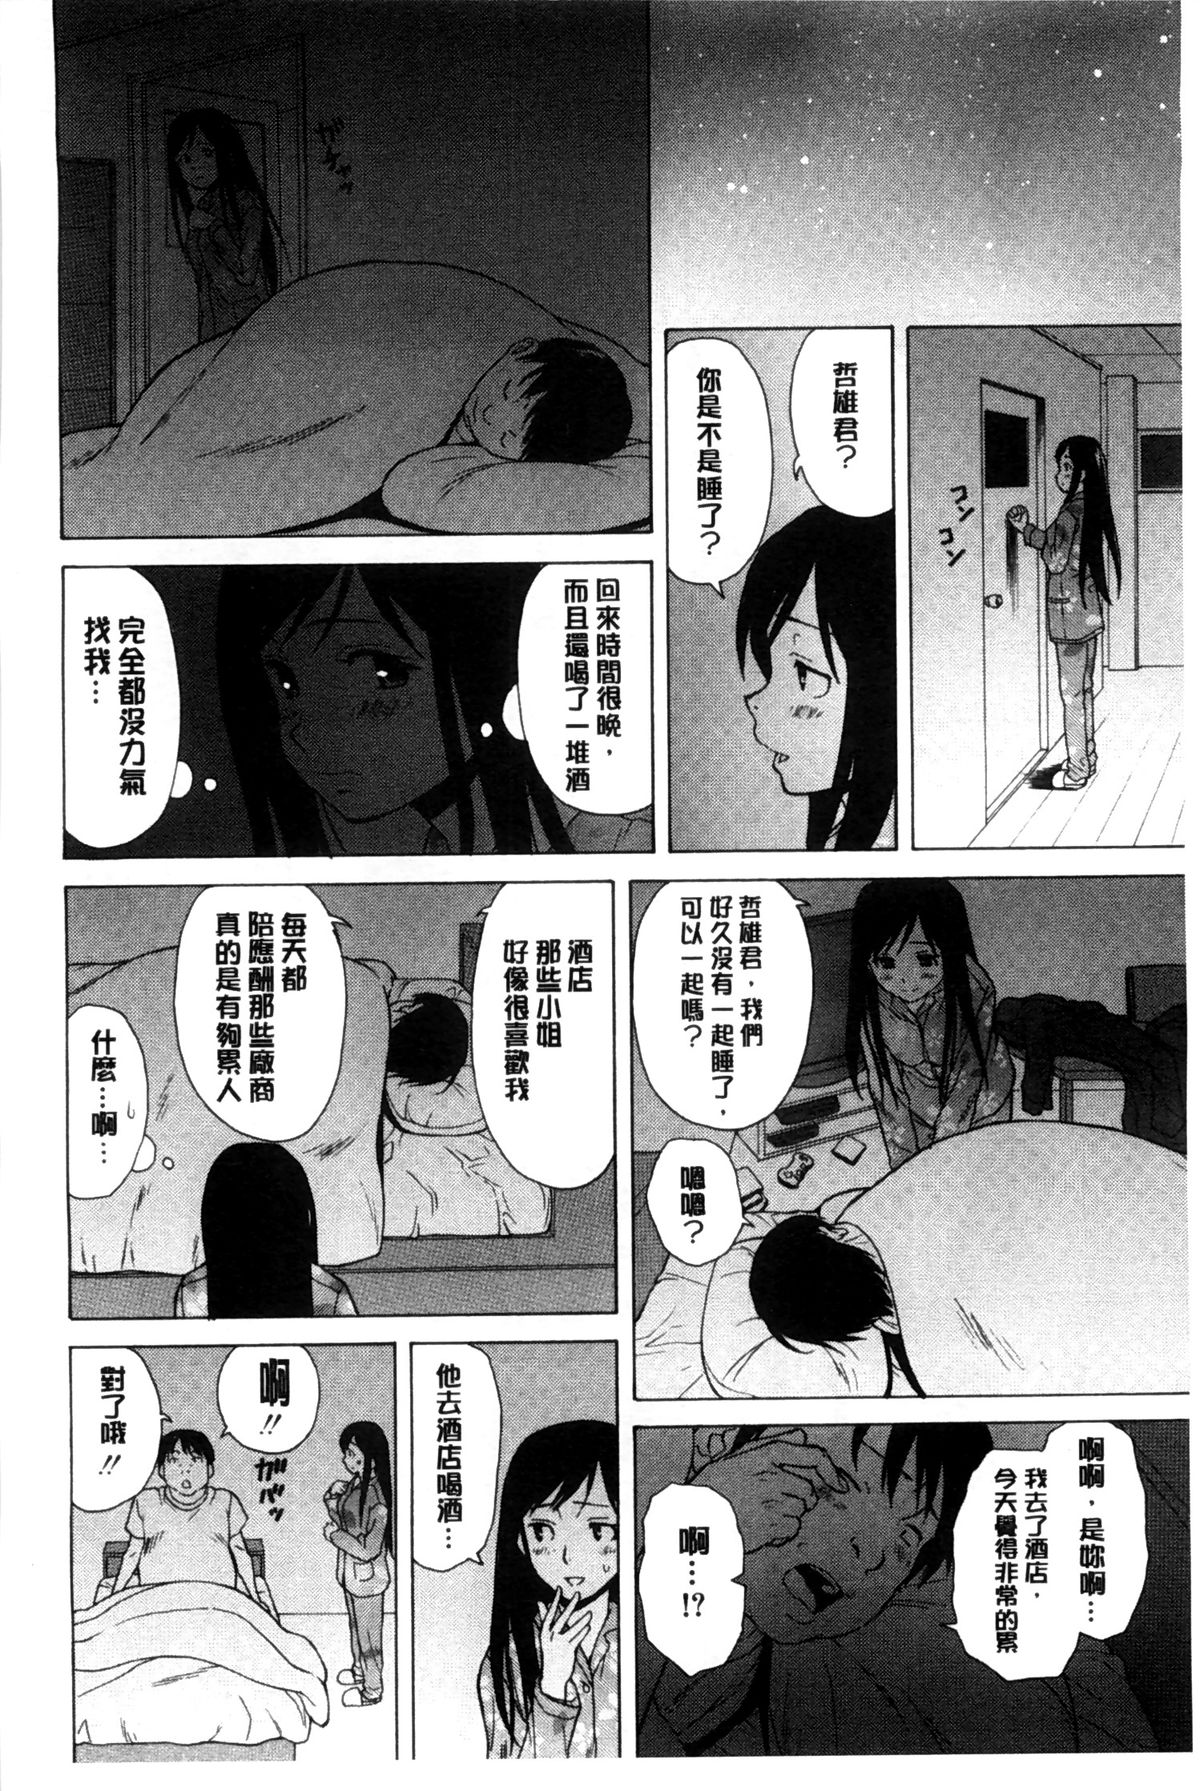 コン
コン
哲雄君？
你是不是睡了？
ガチャッ
回來時間很晚，
而且還喝了一堆酒
完全都沒力氣
找我…
哲雄君，我們
好久沒有一起睡了，
可以一起嗎？
嗯嗯？
酒店
那些小姐
好像很喜歡我
每天都
陪應酬那些廠商
真的是有夠累人
什麼…啊…
啊啊，是妳啊…
我去了酒店，
今天覺得非常的累
啊…!?
他去酒店喝酒…
啊!!
ガバッ
對了哦!!